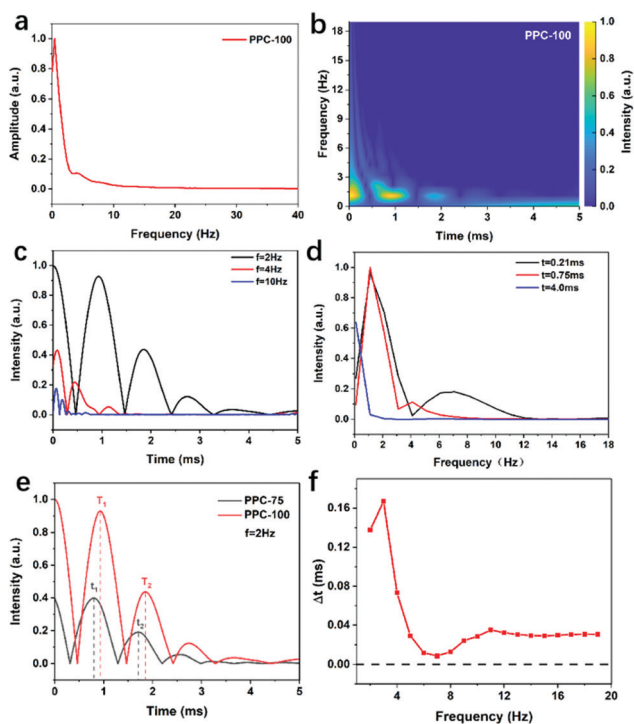 a
b
PPC-100
Amplitude (a.u.)
1.0
0.8
0.6
0.4
0.2
0.0
0
10
20
30
40
Frequency (Hz)
PPC-100
Frequency (Hz)
18
15
12
9
6
3
0
0
1
2
3
4
5
Time (ms)
1.0
0.8
0.6
0.4
0.2
0.0
Intensity (a.u.)
c
d
f=2Hz
f=4Hz
f=10Hz
Intensity (a.u.)
1.0
0.8
0.6
0.4
0.2
0.0
0
1
2
3
4
5
Time (ms)
t=0.21ms
t=0.75ms
t=4.0ms
Intensity (a.u.)
1.0
0.8
0.6
0.4
0.2
0.0
0
2
4
6
8
10
12
14
16
18
Frequency（Hz）
e
f
PPC-75
PPC-100
f=2Hz
T₁
T₂
t₁
t₂
Intensity (a.u.)
1.0
0.8
0.6
0.4
0.2
0.0
0
1
2
3
4
5
Time (ms)
Δt (ms)
0.16
0.12
0.08
0.04
0.00
4
8
12
16
20
Frequency (Hz)